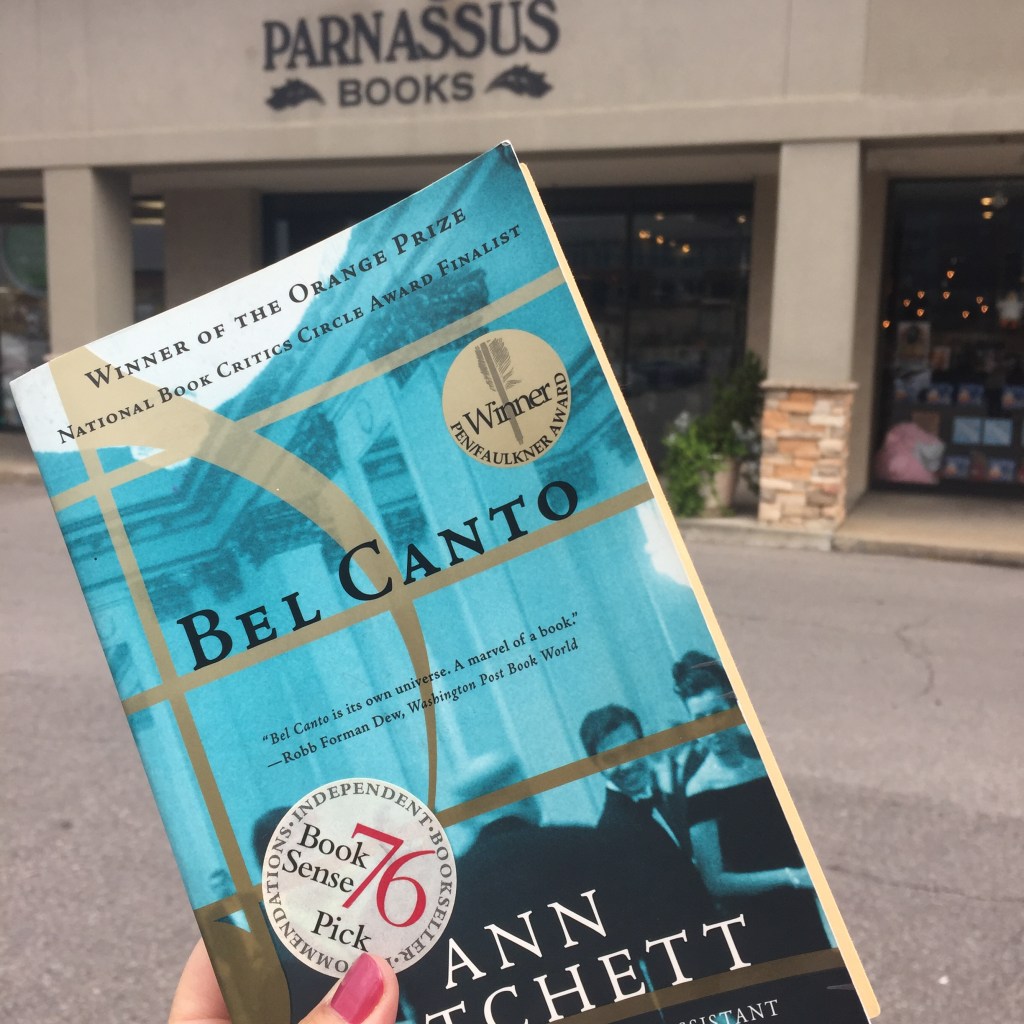 PARNASSUS
BOOKS
WINNER OF THE ORANGE PRIZE
NATIONAL BOOK CRITICS CIRCLE AWARD FINALIST
Winner
PEN/FAULKNER AWARD
BEL CANTO
"Bel Canto is its own universe. A marvel of a book."
—Robb Forman Dew, Washington Post Book World
·INDEPENDENT·BOOKSELLER·
OMMENDATIONS
Book
Sense
76
Pick
ANN
TCHETT
SISTANT